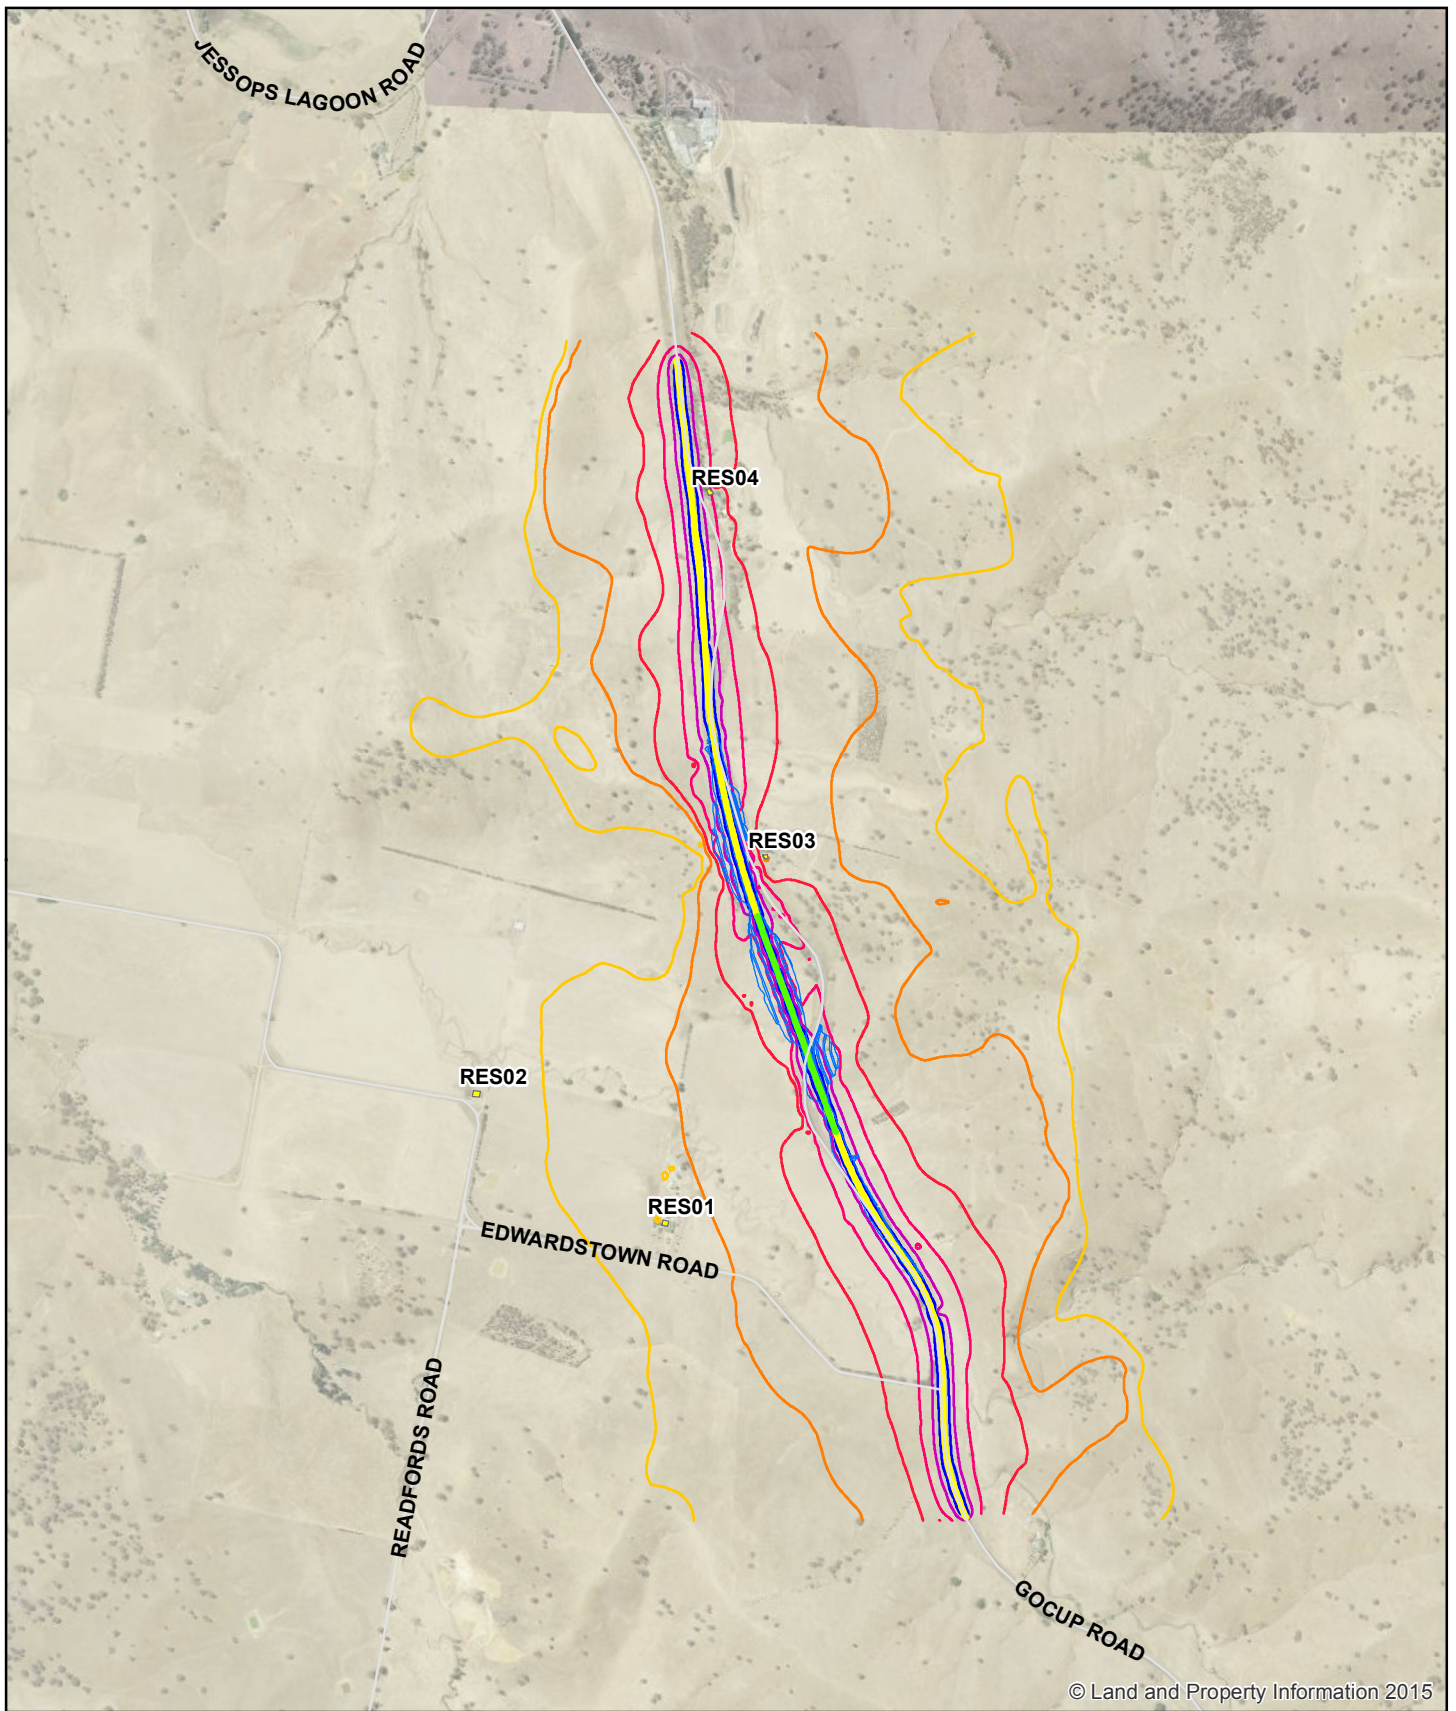 JESSOPS LAGOON ROAD
RES04
RES03
RES02
RES01
EDWARDSTOWN ROAD
READFORDS ROAD
GOCUP ROAD
© Land and Property Information 2015